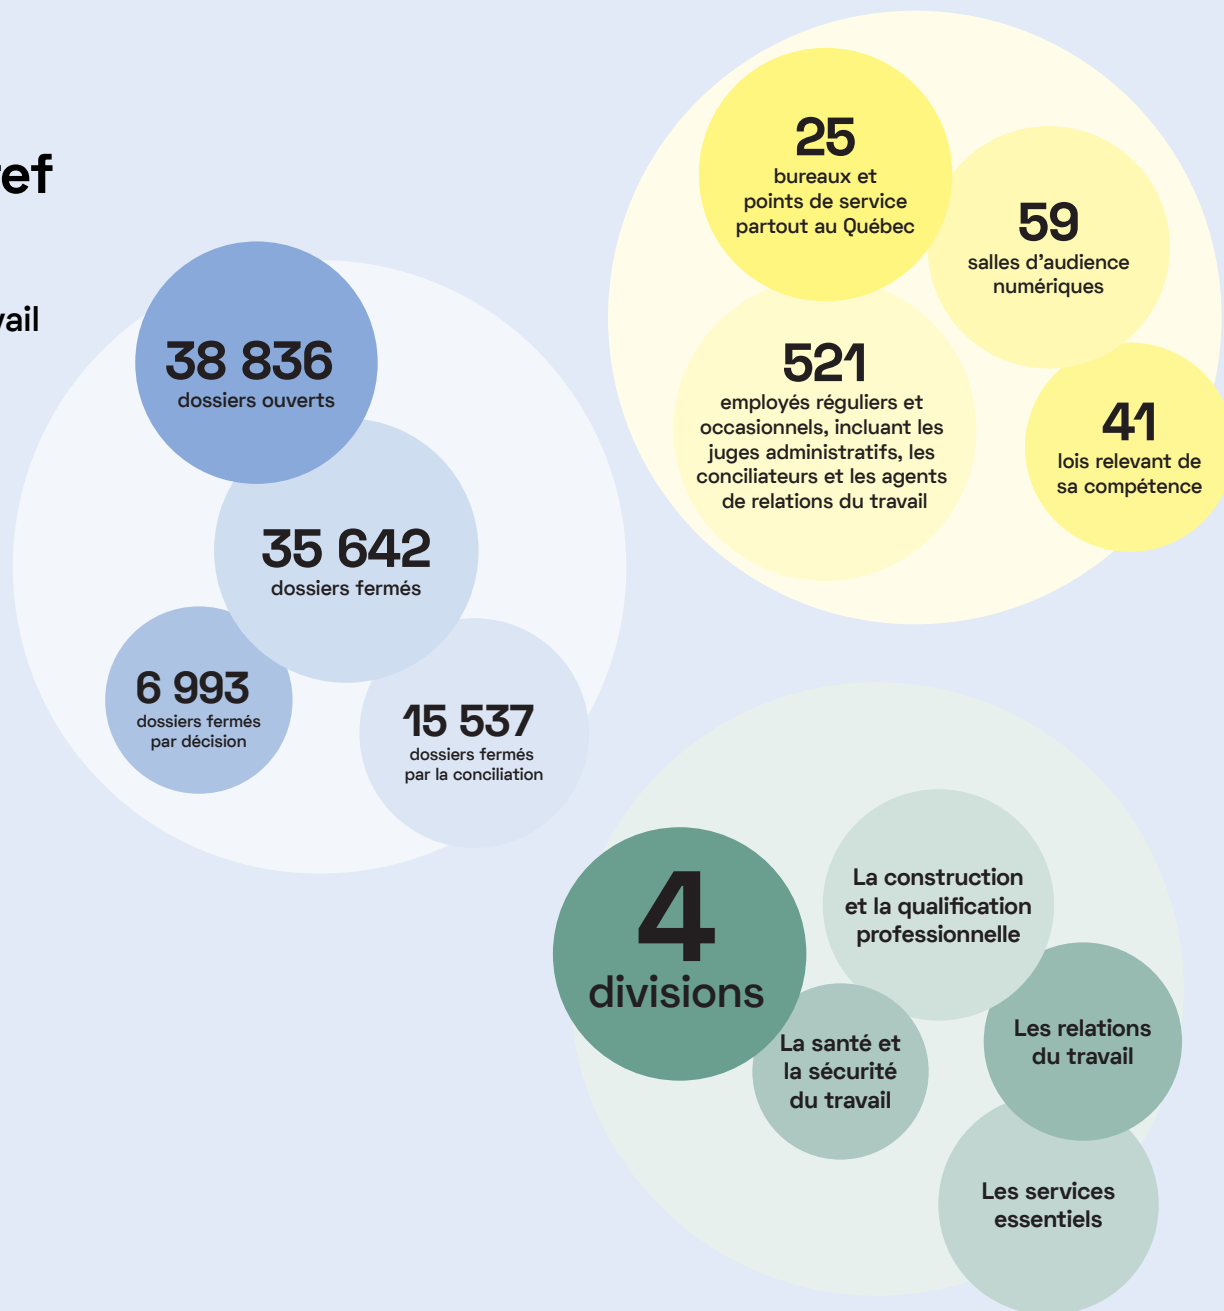 ef
vail
38 836
dossiers ouverts
35 642
dossiers fermés
6 993
dossiers fermés
par décision
15 537
dossiers fermés
par la conciliation
25
bureaux et
points de service
partout au Québec
59
salles d’audience
numériques
521
employés réguliers et
occasionnels, incluant les
juges administratifs, les
conciliateurs et les agents
de relations du travail
41
lois relevant de
sa compétence
4
divisions
La construction
et la qualification
professionnelle
La santé et
la sécurité
du travail
Les relations
du travail
Les services
essentiels